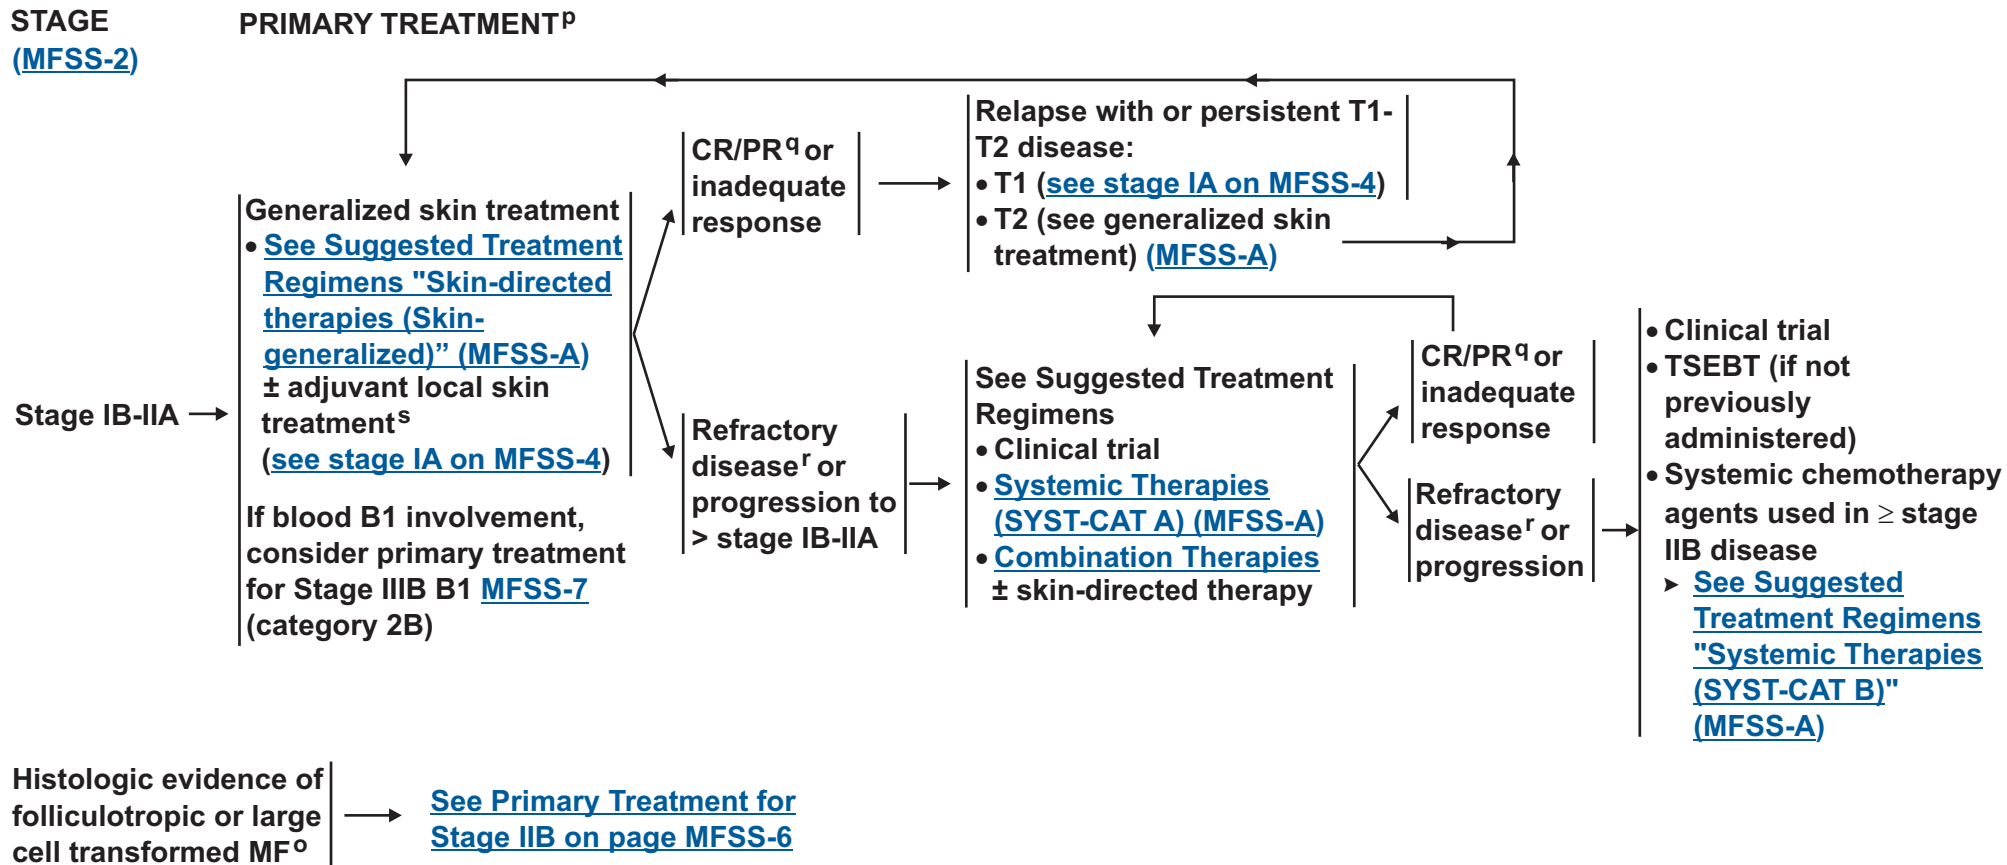 STAGE
(MFSS-2)
PRIMARY TREATMENTᵖ
Stage IB-IIA
Generalized skin treatment
• See Suggested Treatment
Regimens "Skin-directed
therapies (Skin-
generalized)” (MFSS-A)
± adjuvant local skin
treatmentˢ
(see stage IA on MFSS-4)
If blood B1 involvement,
consider primary treatment
for Stage IIIB B1 MFSS-7
(category 2B)
CR/PR q or
inadequate
response
Relapse with or persistent T1-
T2 disease:
• T1 (see stage IA on MFSS-4)
• T2 (see generalized skin
treatment) (MFSS-A)
Refractory
diseaseʳ or
progression to
> stage IB-IIA
See Suggested Treatment
Regimens
• Clinical trial
• Systemic Therapies
(SYST-CAT A) (MFSS-A)
• Combination Therapies
± skin-directed therapy
CR/PR q or
inadequate
response
Refractory
diseaseʳ or
progression
• Clinical trial
• TSEBT (if not
previously
administered)
• Systemic chemotherapy
agents used in ≥ stage
IIB disease
➤ See Suggested
Treatment Regimens
"Systemic Therapies
(SYST-CAT B)"
(MFSS-A)
Histologic evidence of
folliculotropic or large
cell transformed MFᵒ
See Primary Treatment for
Stage IIB on page MFSS-6